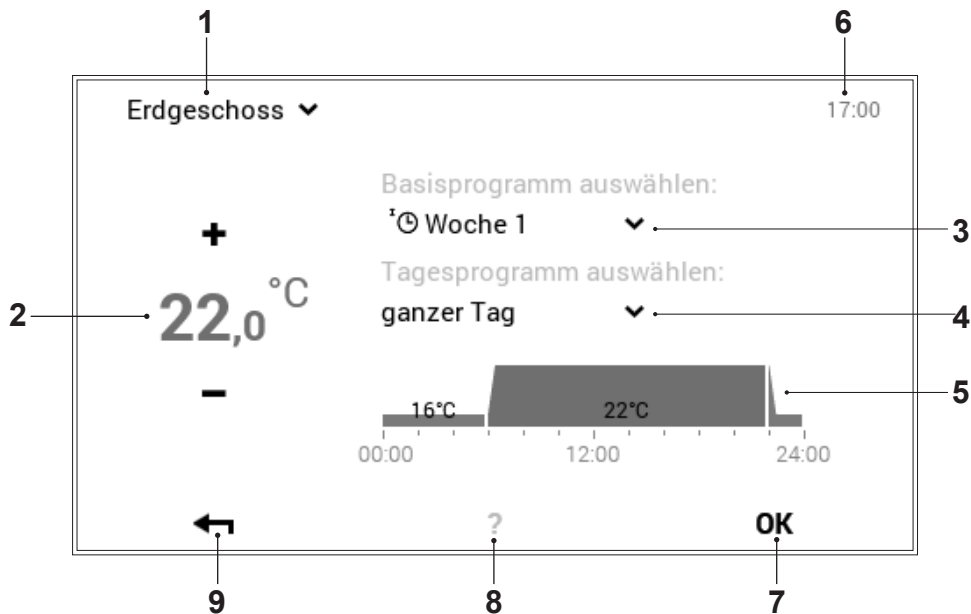 1 6
Erdgeschoss
17:00
Basisprogramm auswählen:
Woche 1
3
Tagesprogramm auswählen:
2
22,0 °C
ganzer Tag
4
+
−
16°C 22°C
5
00:00 12:00 24:00
? OK
9 8 7